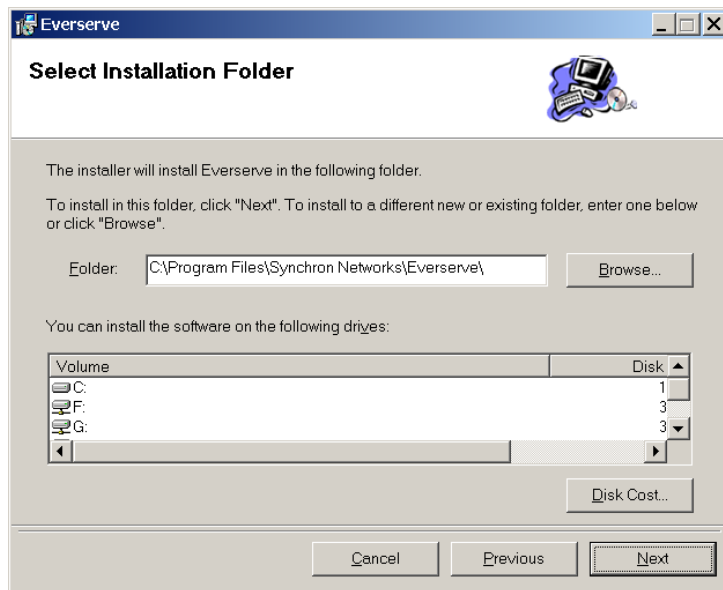 Everserve
Select Installation Folder
The installer will install Everserve in the following folder.
To install in this folder, click "Next". To install to a different new or existing folder, enter one below
or click "Browse".
Folder: C:\Program Files\Synchron Networks\Everserve\ Browse...
You can install the software on the following drives:
Volume Disk
C: 1
F: 3
G: 3
Disk Cost...
Cancel Previous Next